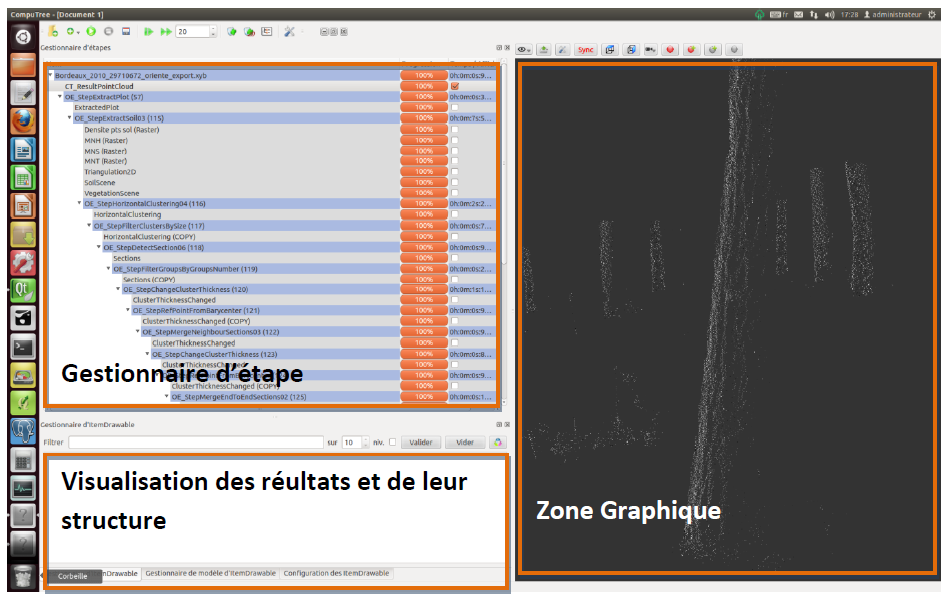 CompuTree - [Document 1]
fr 17:28 administrateur
20
Gestionnaire d'étapes
Sync
Bordeaux_2010_29710672_oriente_export.xyb 100% 0h:0m:0s:9...
CT_ResultPointCloud 100%
OE_StepExtractPlot (57) 100% 0h:0m:0s:3...
ExtractedPlot 100%
OE_StepExtractSoil03 (115) 100% 0h:0m:7s:5...
Densite pts sol (Raster) 100%
MNH (Raster) 100%
MNS (Raster) 100%
MNT (Raster) 100%
Triangulation2D 100%
SoilScene 100%
VegetationScene 100%
OE_StepHorizontalClustering04 (116) 100% 0h:0m:2s:2...
HorizontalClustering 100%
OE_StepFilterClustersBySize (117) 100% 0h:0m:0s:7...
HorizontalClustering (COPY) 100%
OE_StepDetectSection06 (118) 100% 0h:0m:0s:9...
Sections 100%
OE_StepFilterGroupsByGroupsNumber (119) 100% 0h:0m:0s:2...
Sections (COPY) 100%
OE_StepChangeClusterThickness (120) 100% 0h:0m:1s:1...
ClusterThicknessChanged 100%
OE_StepRefPointFromBarycenter (121) 100% 0h:0m:0s:9...
ClusterThicknessChanged (COPY) 100%
OE_StepMergeNeighbourSections03 (122) 100% 0h:0m:0s:9...
ClusterThicknessChanged 100%
OE_StepChangeClusterThickness (123) 100% 0h:0m:0s:8...
ClusterThicknessChanged 100%
Gestionnaire d'étape
100% 0h:0m:0s:9...
ClusterThicknessChanged (COPY) 100%
OE_StepMergeEndToEndSections02 (125) 100% 0h:0m:0s:1...
Gestionnaire d'ItemDrawable
Filtrer sur 10 niv. Valider Vider
Visualisation des réultats et de leur
structure
Zone Graphique
Corbeille mDrawable Gestionnaire de modèle d'ItemDrawable Configuration des ItemDrawable